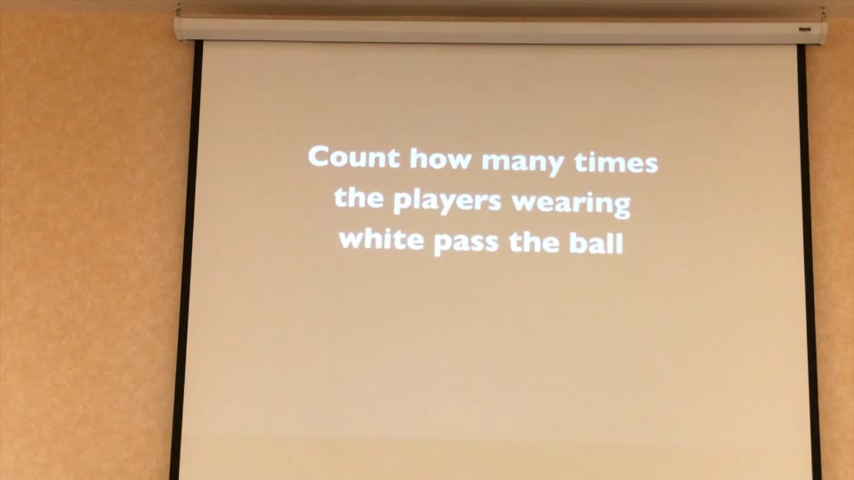 Count how many times
the players wearing
white pass the ball